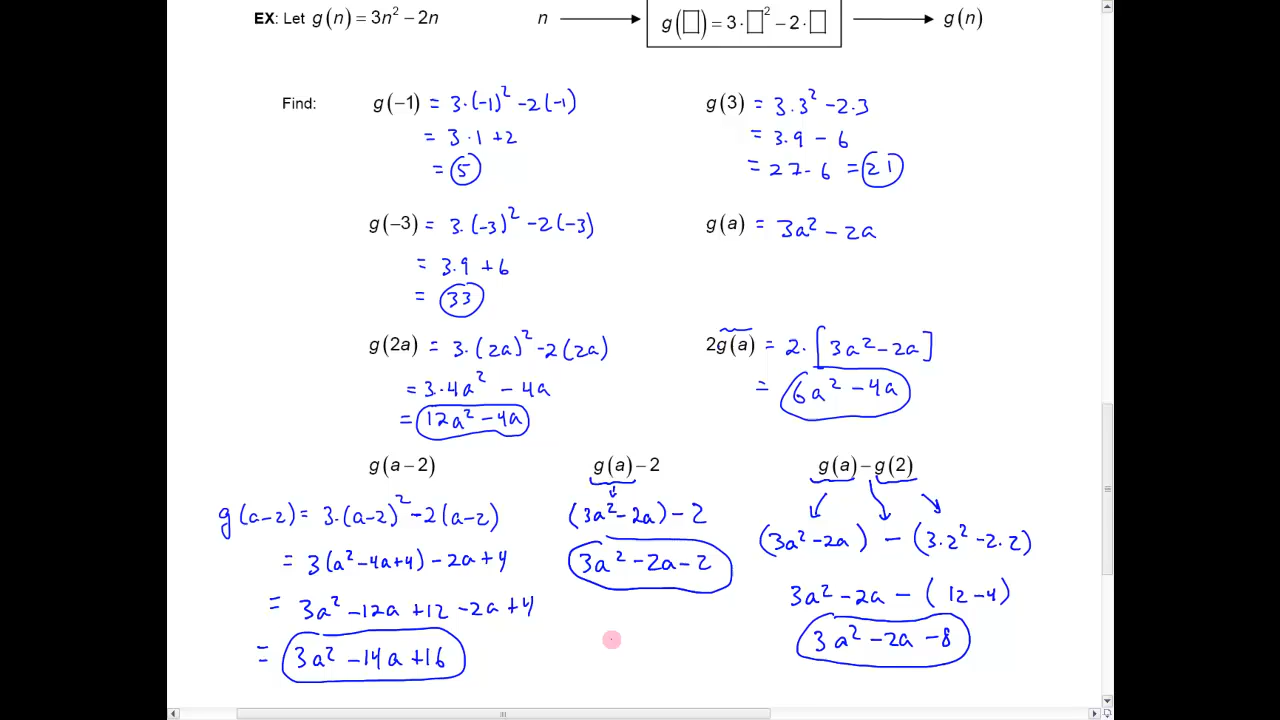 EX: Let g(n) = 3n² − 2n n g(□) = 3·□² − 2·□ g(n)
Find: g(−1) = 3·(-1)² -2(-1)
= 3·1 +2
= 5
g(3) = 3·3² -2·3
= 3·9 - 6
= 27-6 = 21
g(−3) = 3·(-3)² -2(-3)
= 3·9 +6
= 33
g(a) = 3a² - 2a
g(2a) = 3·(2a)² -2(2a)
= 3·4a² - 4a
= 12a² - 4a
2g(a) = 2·[3a² - 2a]
= 6a² - 4a
g(a−2)
g(a-2) = 3·(a-2)² -2(a-2)
= 3(a² -4a+4) -2a+4
= 3a² -12a +12 -2a +4
= 3a² -14a +16
g(a)−2
(3a² -2a) - 2
3a² -2a -2
g(a)−g(2)
(3a² -2a) - (3·2² -2·2)
3a² -2a - (12-4)
3a² -2a -8